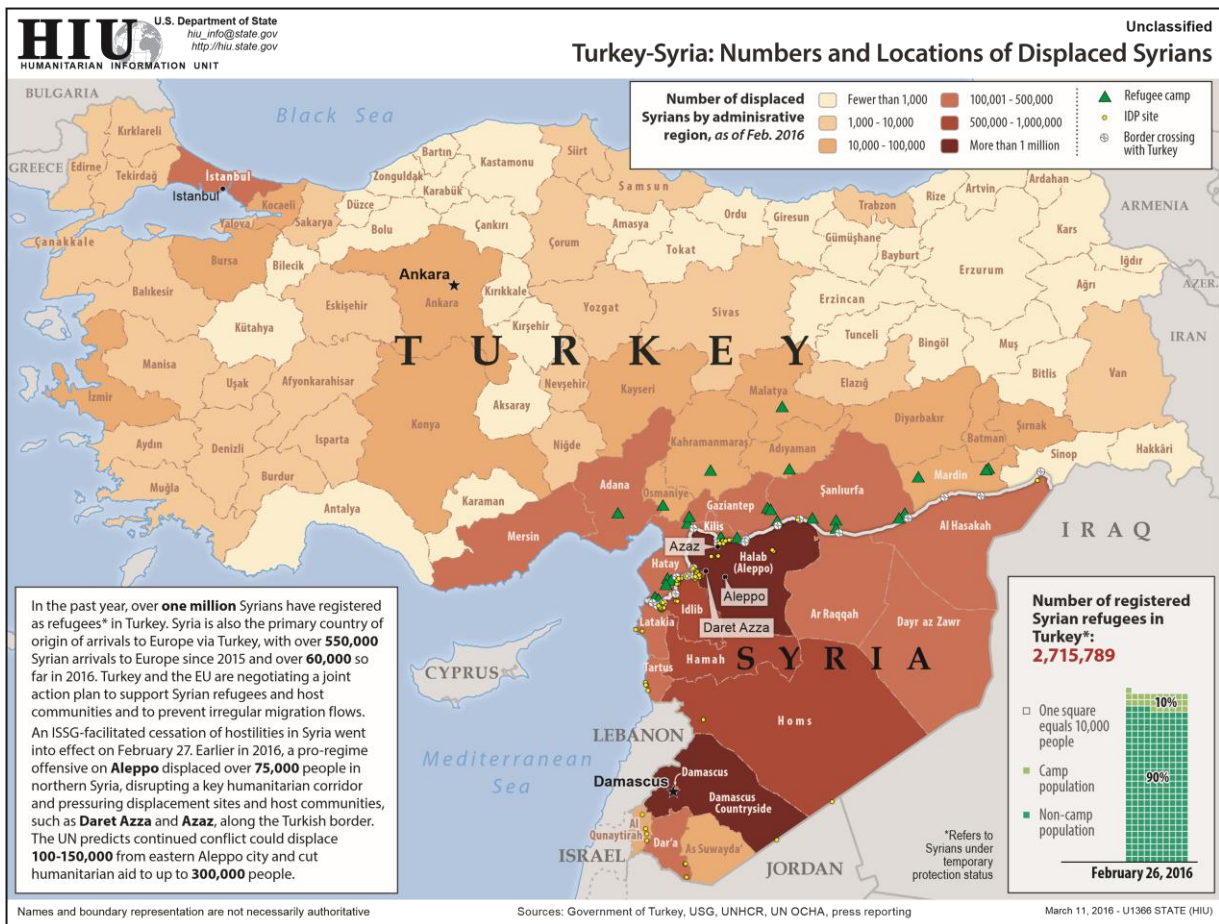 HIU
HUMANITARIAN INFORMATION UNIT
U.S. Department of State
hiu_info@state.gov
http://hiu.state.gov
Unclassified
Turkey-Syria: Numbers and Locations of Displaced Syrians
Number of displaced
Syrians by adminisrative
region, as of Feb. 2016
Fewer than 1,000
1,000 - 10,000
10,000 - 100,000
100,001 - 500,000
500,000 - 1,000,000
More than 1 million
Refugee camp
IDP site
Border crossing
with Turkey
BULGARIA
GREECE
Black Sea
ARMENIA
AZER.
IRAN
IRAQ
JORDAN
ISRAEL
LEBANON
CYPRUS
Mediterranean
Sea
TURKEY
SYRIA
Kırklareli
Edirne
Tekirdağ
İstanbul
Istanbul
Kocaeli
Yalova
Sakarya
Düzce
Zonguldak
Bartın
Karabük
Kastamonu
Siirt
Samsun
Ordu
Giresun
Trabzon
Rize
Artvin
Ardahan
Kars
Iğdır
Ağrı
Çanakkale
Bursa
Bilecik
Bolu
Çankırı
Çorum
Amasya
Tokat
Gümüşhane
Bayburt
Erzurum
Erzincan
Balıkesir
Kütahya
Eskişehir
Ankara
Ankara
Kırıkkale
Kırşehir
Yozgat
Sivas
Tunceli
Bingöl
Muş
Bitlis
Van
Manisa
İzmir
Uşak
Afyonkarahisar
Aksaray
Nevşehir
Kayseri
Malatya
Elazığ
Diyarbakır
Batman
Şırnak
Hakkâri
Sinop
Mardin
Aydın
Denizli
Isparta
Burdur
Muğla
Antalya
Konya
Karaman
Niğde
Mersin
Adana
Osmaniye
Kahramanmaraş
Adıyaman
Gaziantep
Şanlıurfa
Kilis
Hatay
Azaz
Halab
(Aleppo)
Aleppo
Daret Azza
Idlib
Latakia
Tartus
Hamah
Homs
Ar Raqqah
Dayr az Zawr
Al Hasakah
Damascus
Damascus
Damascus
Countryside
Al
Qunaytirah
Dar'a
As Suwayda'
In the past year, over one million Syrians have registered
as refugees* in Turkey. Syria is also the primary country of
origin of arrivals to Europe via Turkey, with over 550,000
Syrian arrivals to Europe since 2015 and over 60,000 so
far in 2016. Turkey and the EU are negotiating a joint
action plan to support Syrian refugees and host
communities and to prevent irregular migration flows.
An ISSG-facilitated cessation of hostilities in Syria went
into effect on February 27. Earlier in 2016, a pro-regime
offensive on Aleppo displaced over 75,000 people in
northern Syria, disrupting a key humanitarian corridor
and pressuring displacement sites and host communities,
such as Daret Azza and Azaz, along the Turkish border.
The UN predicts continued conflict could displace
100-150,000 from eastern Aleppo city and cut
humanitarian aid to up to 300,000 people.
Number of registered
Syrian refugees in
Turkey*:
2,715,789
One square
equals 10,000
people
Camp
population
Non-camp
population
10%
90%
February 26, 2016
*Refers to
Syrians under
temporary
protection status
Names and boundary representation are not necessarily authoritative
Sources: Government of Turkey, USG, UNHCR, UN OCHA, press reporting
March 11, 2016 - U1366 STATE (HIU)